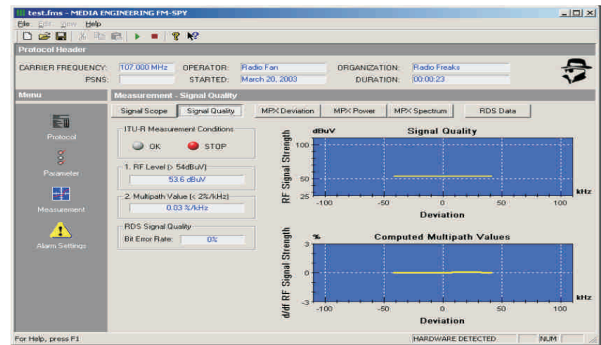 test.fms - MEDIA ENGINEERING FM-SPY
File Edit View Help
Protocol Header
CARRIER FREQUENCY: 107.000 MHz OPERATOR: Radio Fan ORGANIZATION: Radio Freaks
PSNS: STARTED: March 20, 2003 DURATION: 00:00:23
Menu
Measurement - Signal Quality
Protocol
Parameter
Measurement
Alarm Settings
Signal Scope Signal Quality MPX Deviation MPX Power MPX Spectrum RDS Data
ITU-R Measurement Conditions
OK STOP
1. RF Level (> 54dBuV)
53.6 dBuV
2. Multipath Value (< 2%/kHz)
0.03 %/kHz
RDS Signal Quality
Bit Error Rate: 0%
dBuV Signal Quality
RF Signal Strength
100
50
25
-100 -50 0 50 100 kHz
Deviation
% Computed Multipath Values
d/df RF Signal Strength
3
0
-3
-100 -50 0 50 100 kHz
Deviation
For Help, press F1
HARDWARE DETECTED NUM